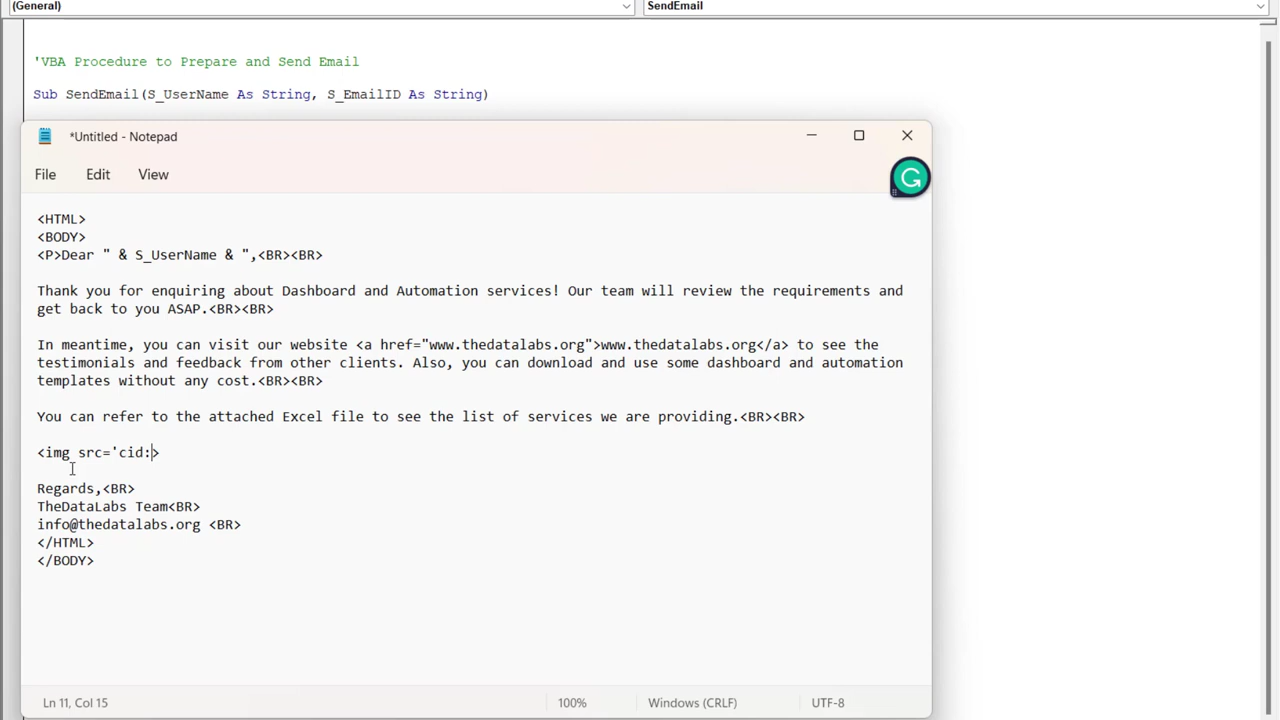 (General)
SendEmail
'VBA Procedure to Prepare and Send Email
Sub SendEmail(S_UserName As String, S_EmailID As String)
*Untitled - Notepad
File Edit View
<HTML>
<BODY>
<P>Dear " & S_UserName & ",<BR><BR>
Thank you for enquiring about Dashboard and Automation services! Our team will review the requirements and
get back to you ASAP.<BR><BR>
In meantime, you can visit our website <a href="www.thedatalabs.org">www.thedatalabs.org</a> to see the
testimonials and feedback from other clients. Also, you can download and use some dashboard and automation
templates without any cost.<BR><BR>
You can refer to the attached Excel file to see the list of services we are providing.<BR><BR>
<img src='cid:>
Regards,<BR>
TheDataLabs Team<BR>
info@thedatalabs.org <BR>
</HTML>
</BODY>
Ln 11, Col 15
100%
Windows (CRLF)
UTF-8